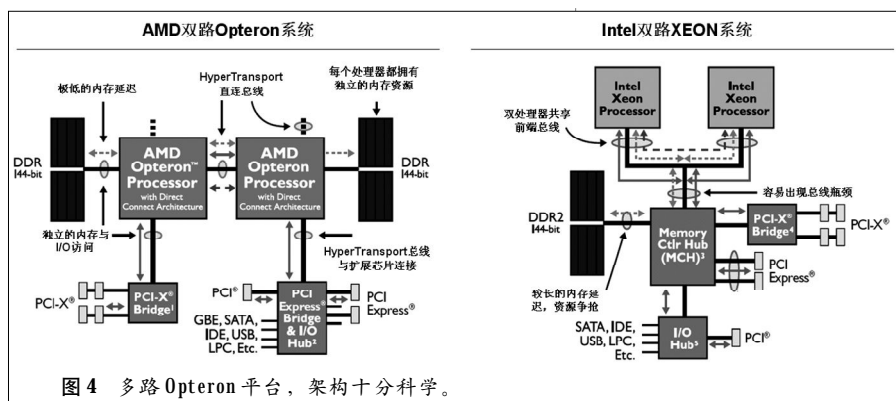 AMD双路Opteron系统
极低的内存延迟
HyperTransport
直连总线
每个处理器都拥有
独立的内存资源
DDR
144-bit
AMD
Opteron™
Processor
with Direct
Connect Architecture
AMD
Opteron
Processor
with Direct
Connect Architecture
DDR
144-bit
独立的内存与
I/O访问
HyperTransport总线
与扩展芯片连接
PCI-X®
PCI-X®
Bridge¹
PCI®
GBE, SATA,
IDE, USB,
LPC, Etc.
PCI
Express®
Bridge
& I/O
Hub²
PCI
Express®
图4 多路Opteron平台，架构十分科学。
Intel双路XEON系统
Intel
Xeon
Processor
Intel
Xeon
Processor
双处理器共享
前端总线
容易出现总线瓶颈
DDR2
144-bit
Memory
Ctlr Hub
(MCH)³
PCI-X®
Bridge⁴
PCI-X®
PCI
Express®
较长的内存延
迟，资源争抢
SATA, IDE,
USB, LPC,
Etc.
I/O
Hub⁵
PCI®